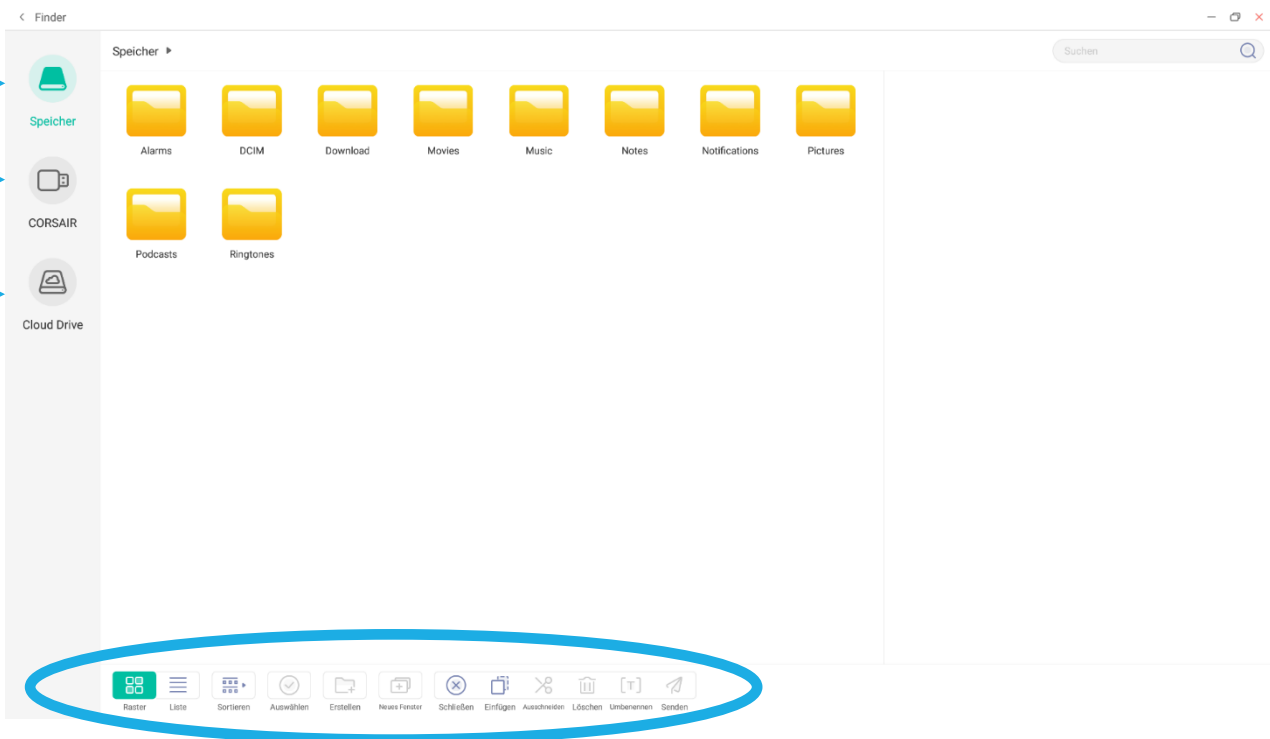 Finder
Speicher
Suchen
Speicher
CORSAIR
Cloud Drive
Alarms DCIM Download Movies Music Notes Notifications Pictures
Podcasts Ringtones
Raster Liste Sortieren Auswählen Erstellen Neues Fenster Schließen Einfügen Ausschneiden Löschen Umbenennen Senden